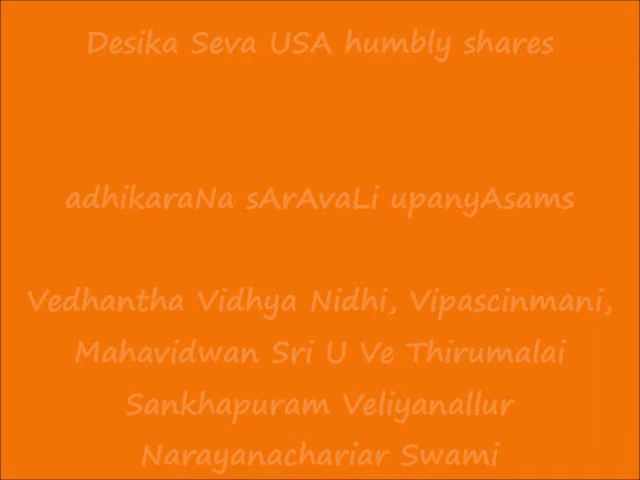 Desika Seva USA humbly shares
adhikaraNa sArAvaLi upanyAsams
Vedhantha Vidhya Nidhi, Vipascinmani,
Mahavidwan Sri U Ve Thirumalai
Sankhapuram Veliyanallur
Narayanachariar Swami